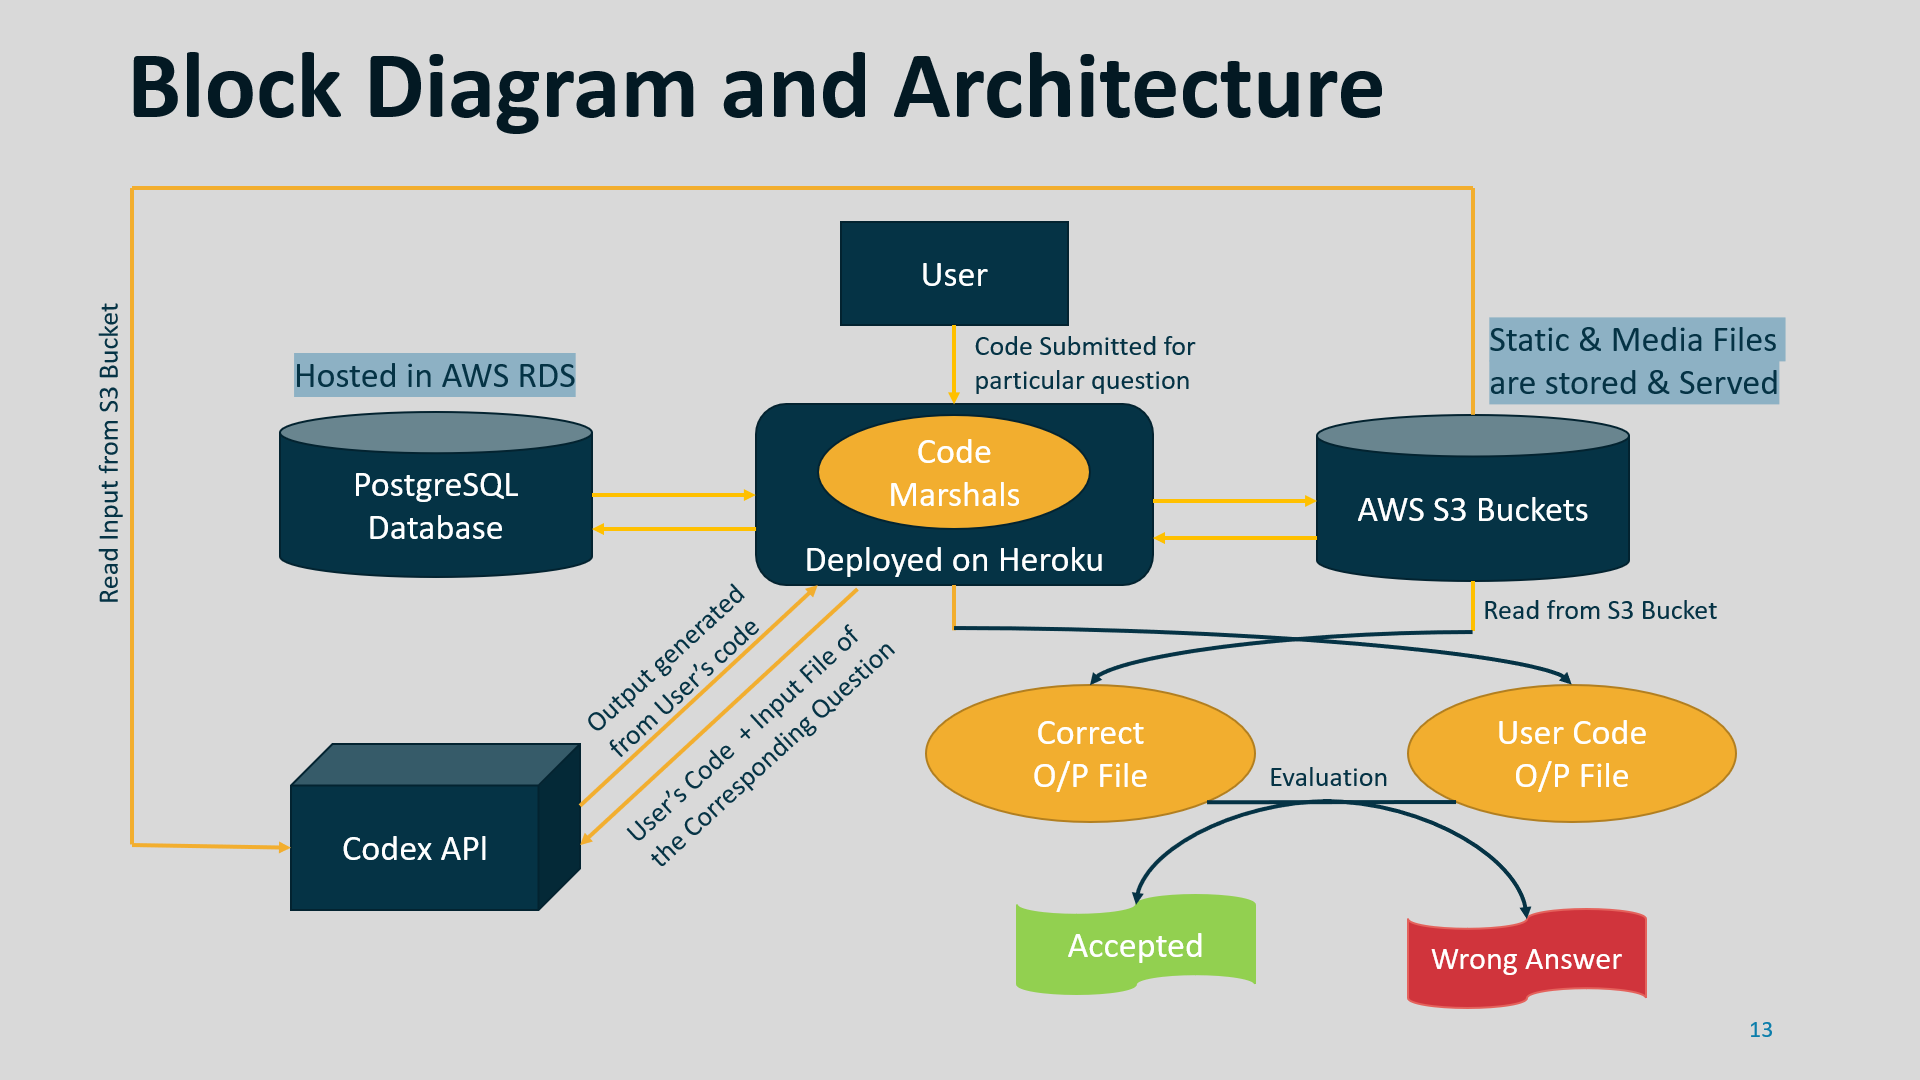 Block Diagram and Architecture
User
Code Submitted for
particular question
Static & Media Files
are stored & Served
Hosted in AWS RDS
Read Input from S3 Bucket
PostgreSQL
Database
Code
Marshals
Deployed on Heroku
AWS S3 Buckets
Read from S3 Bucket
Output generated
from User's code
User's Code + Input File of
the Corresponding Question
Codex API
Correct
O/P File
Evaluation
User Code
O/P File
Accepted
Wrong Answer
13